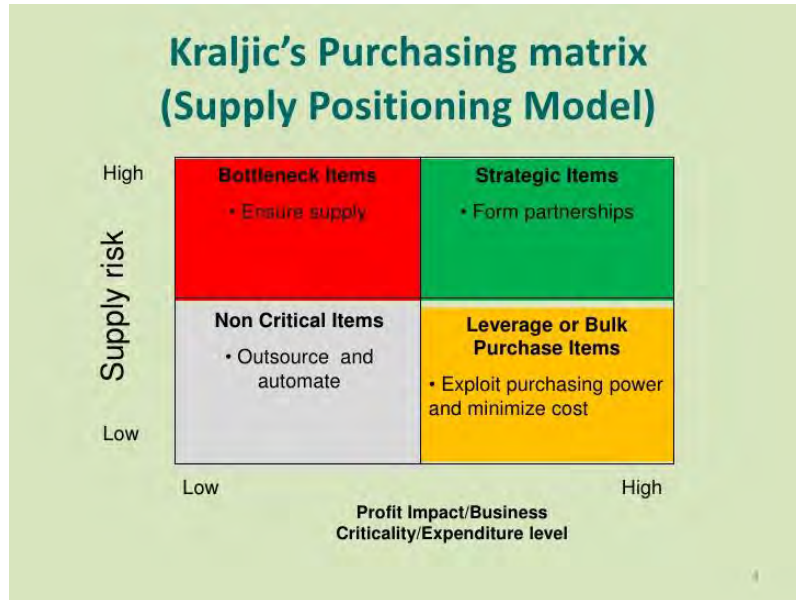 Kraljic’s Purchasing matrix
(Supply Positioning Model)
High
Bottleneck Items
• Ensure supply
Strategic Items
• Form partnerships
Supply risk
Non Critical Items
• Outsource and
automate
Leverage or Bulk
Purchase Items
• Exploit purchasing power
and minimize cost
Low
Low
High
Profit Impact/Business
Criticality/Expenditure level